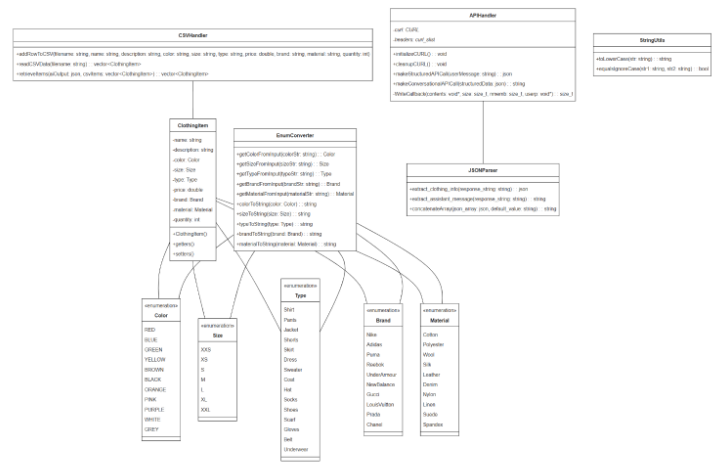 CSVHandler
+addRowToCSV(filename: string, name: string, description: string, color: string, size: string, type: string, price: double, brand: string, material: string, quantity: int)
+readCSVData(filename: string) : vector<ClothingItem>
+retrieveItems(aiOutput: json, csvItems: vector<ClothingItem>) : vector<ClothingItem>
APIHandler
-curl: CURL
-headers: curl_slist
+initializeCURL() : void
+cleanupCURL() : void
+makeStructuredAPICall(userMessage: string) : json
+makeConversationalAPICall(structuredData: json) : string
-WriteCallback(contents: void*, size: size_t, nmemb: size_t, userp: void*) : size_t
StringUtils
+toLowerCase(str: string) : string
+equalsIgnoreCase(str1: string, str2: string) : bool
ClothingItem
-name: string
-description: string
-color: Color
-size: Size
-type: Type
-price: double
-brand: Brand
-material: Material
-quantity: int
+ClothingItem()
+getters()
+setters()
EnumConverter
+getColorFromInput(colorStr: string) : Color
+getSizeFromInput(sizeStr: string) : Size
+getTypeFromInput(typeStr: string) : Type
+getBrandFromInput(brandStr: string) : Brand
+getMaterialFromInput(materialStr: string) : Material
+colorToString(color: Color) : string
+sizeToString(size: Size) : string
+typeToString(type: Type) : string
+brandToString(brand: Brand) : string
+materialToString(material: Material) : string
JSONParser
+extract_clothing_info(response_string: string) : json
+extract_assistant_message(response_string: string) : string
+concatenateArray(json_array: json, default_value: string) : string
«enumeration»
Color
RED
BLUE
GREEN
YELLOW
BROWN
BLACK
ORANGE
PINK
PURPLE
WHITE
GREY
«enumeration»
Size
XXS
XS
S
M
L
XL
XXL
«enumeration»
Type
Shirt
Pants
Jacket
Shorts
Skirt
Dress
Sweater
Coat
Hat
Socks
Shoes
Scarf
Gloves
Belt
Underwear
«enumeration»
Brand
Nike
Adidas
Puma
Reebok
UnderArmour
NewBalance
Gucci
LouisVuitton
Prada
Chanel
«enumeration»
Material
Cotton
Polyester
Wool
Silk
Leather
Denim
Nylon
Linen
Suede
Spandex